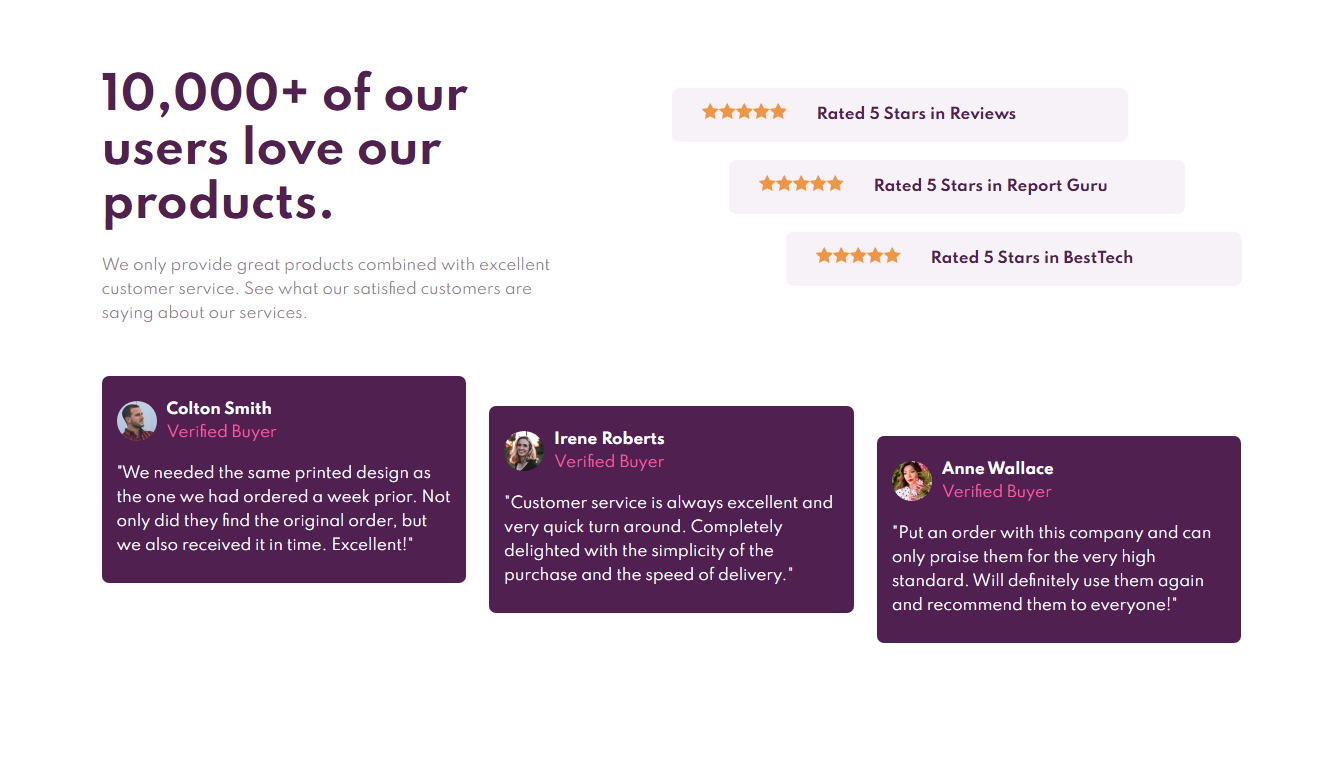 10,000+ of our
users love our
products.
We only provide great products combined with excellent
customer service. See what our satisfied customers are
saying about our services.
Rated 5 Stars in Reviews
Rated 5 Stars in Report Guru
Rated 5 Stars in BestTech
Colton Smith
Verified Buyer
"We needed the same printed design as
the one we had ordered a week prior. Not
only did they find the original order, but
we also received it in time. Excellent!"
Irene Roberts
Verified Buyer
"Customer service is always excellent and
very quick turn around. Completely
delighted with the simplicity of the
purchase and the speed of delivery."
Anne Wallace
Verified Buyer
"Put an order with this company and can
only praise them for the very high
standard. Will definitely use them again
and recommend them to everyone!"